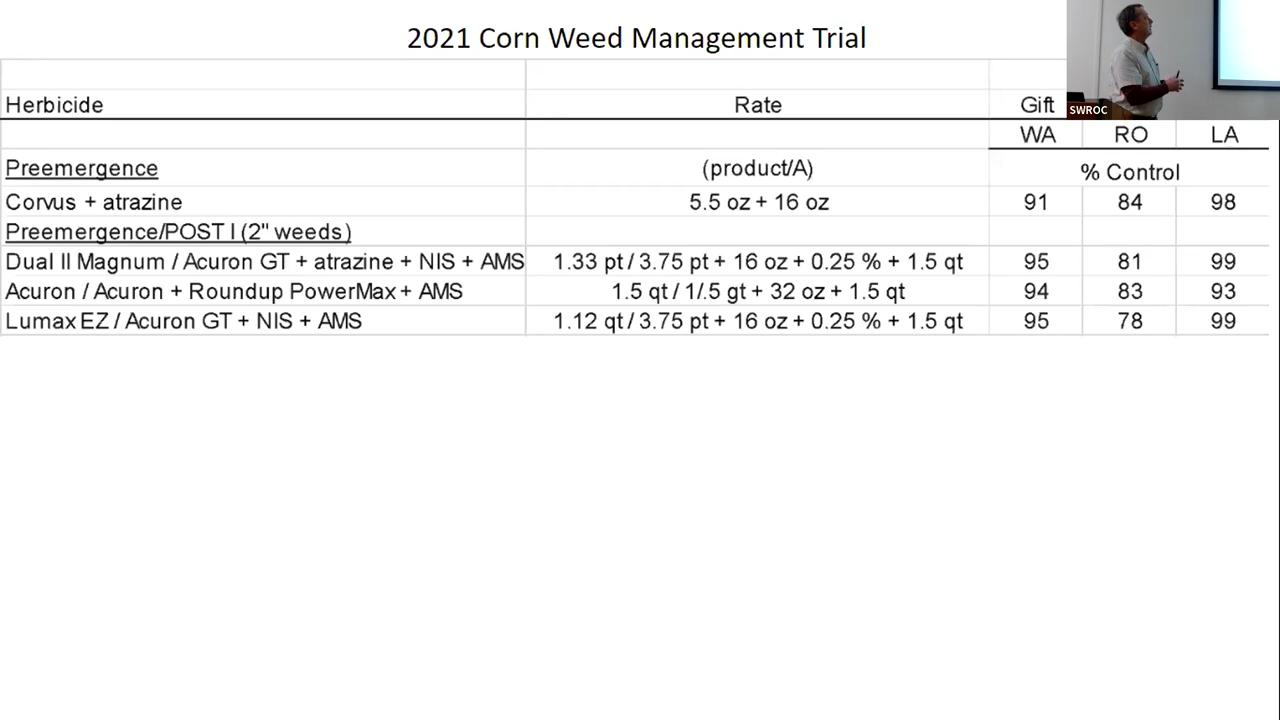 2021 Corn Weed Management Trial
SWROC
Herbicide Rate Gift
WA RO LA
Preemergence (product/A) % Control
Corvus + atrazine 5.5 oz + 16 oz 91 84 98
Preemergence/POST I (2" weeds)
Dual II Magnum / Acuron GT + atrazine + NIS + AMS 1.33 pt / 3.75 pt + 16 oz + 0.25 % + 1.5 qt 95 81 99
Acuron / Acuron + Roundup PowerMax + AMS 1.5 qt / 1/.5 gt + 32 oz + 1.5 qt 94 83 93
Lumax EZ / Acuron GT + NIS + AMS 1.12 qt / 3.75 pt + 16 oz + 0.25 % + 1.5 qt 95 78 99